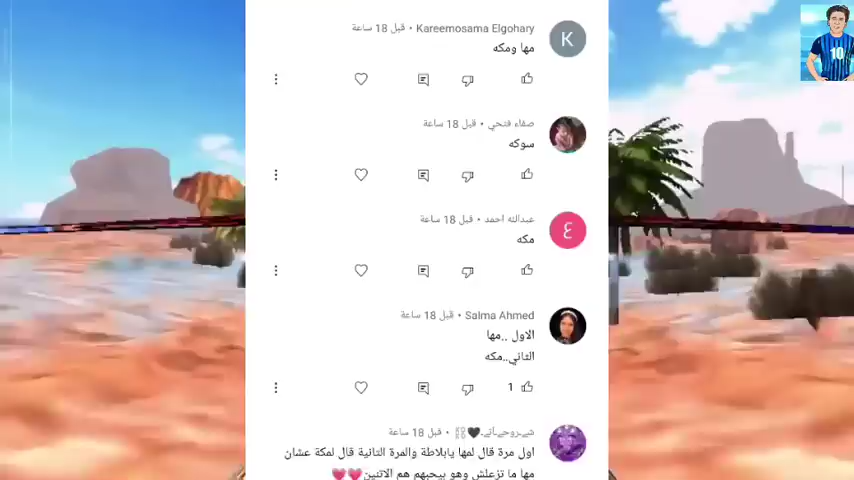 Kareemosama Elgohary • قبل 18 ساعة
مها ومكه
صفاء فتحي • قبل 18 ساعة
سوكه
عبدالله احمد • قبل 18 ساعة
ع
مكه
Salma Ahmed • قبل 18 ساعة
الاول ..مها
الثاني..مكه
1
قبل 18 ساعة
اول مرة قال لمها يابلاطة والمرة الثانية قال لمكة عشان
مها ما تزعلش وهو بيحبهم هم الاتنين💗💗
K
10